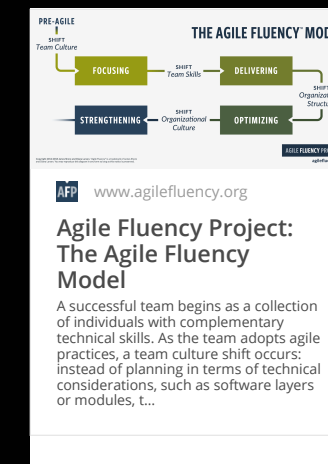 PRE-AGILE
THE AGILE FLUENCY™ MOD
SHIFT
Team Culture
FOCUSING
SHIFT
Team Skills
DELIVERING
SHIFT
Organiza
Structu
STRENGTHENING
SHIFT
Organizational
Culture
OPTIMIZING
AGILE FLUENCY PR
agileflu
AFP
www.agilefluency.org
Agile Fluency Project:
The Agile Fluency
Model
A successful team begins as a collection
of individuals with complementary
technical skills. As the team adopts agile
practices, a team culture shift occurs:
instead of planning in terms of technical
considerations, such as software layers
or modules, t...